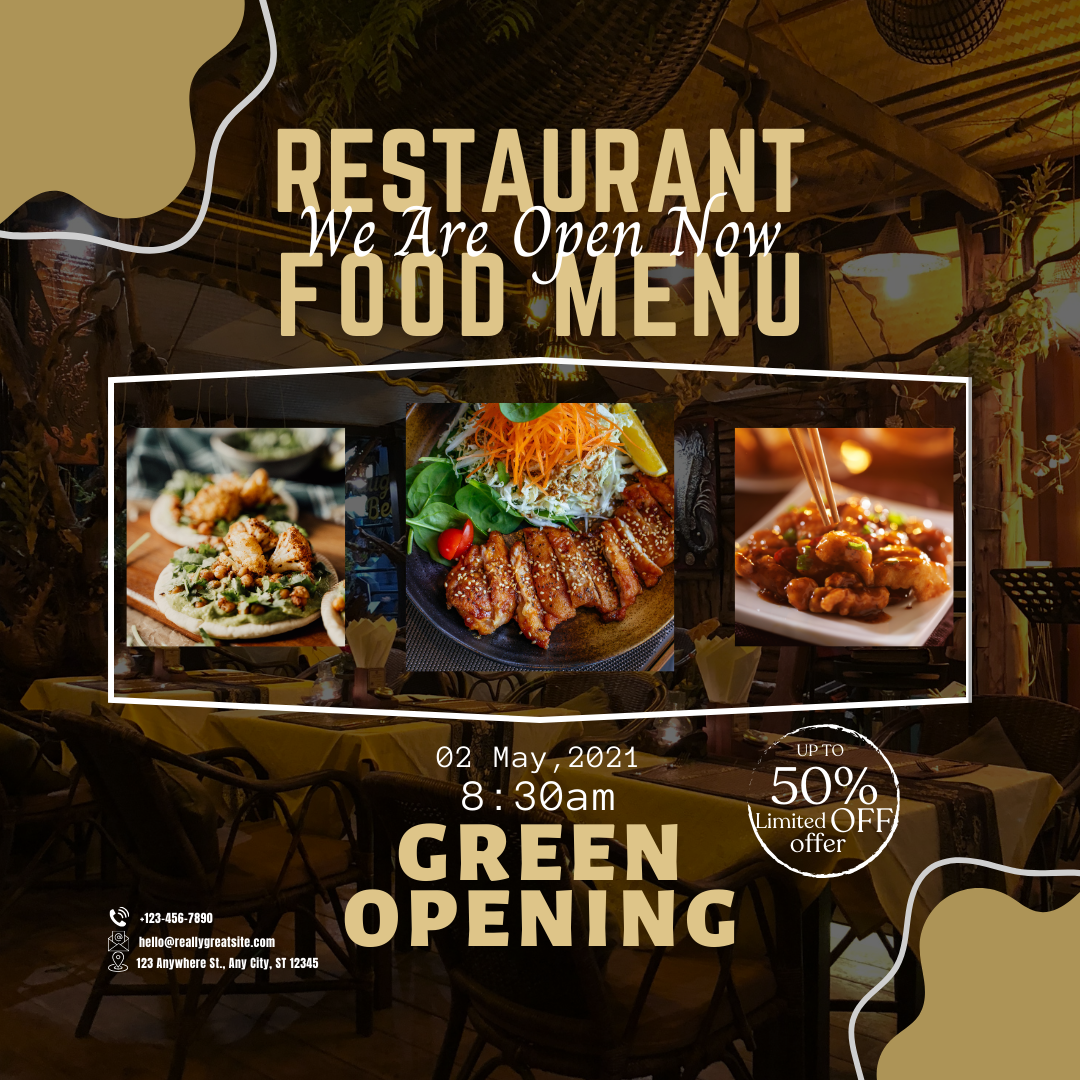 RESTAURANT
We Are Open Now
FOOD MENU
02 May,2021
8:30am
GREEN
OPENING
UP TO
50%
Limited OFF
offer
+123-456-7890
hello@reallygreatsite.com
123 Anywhere St., Any City, ST 12345